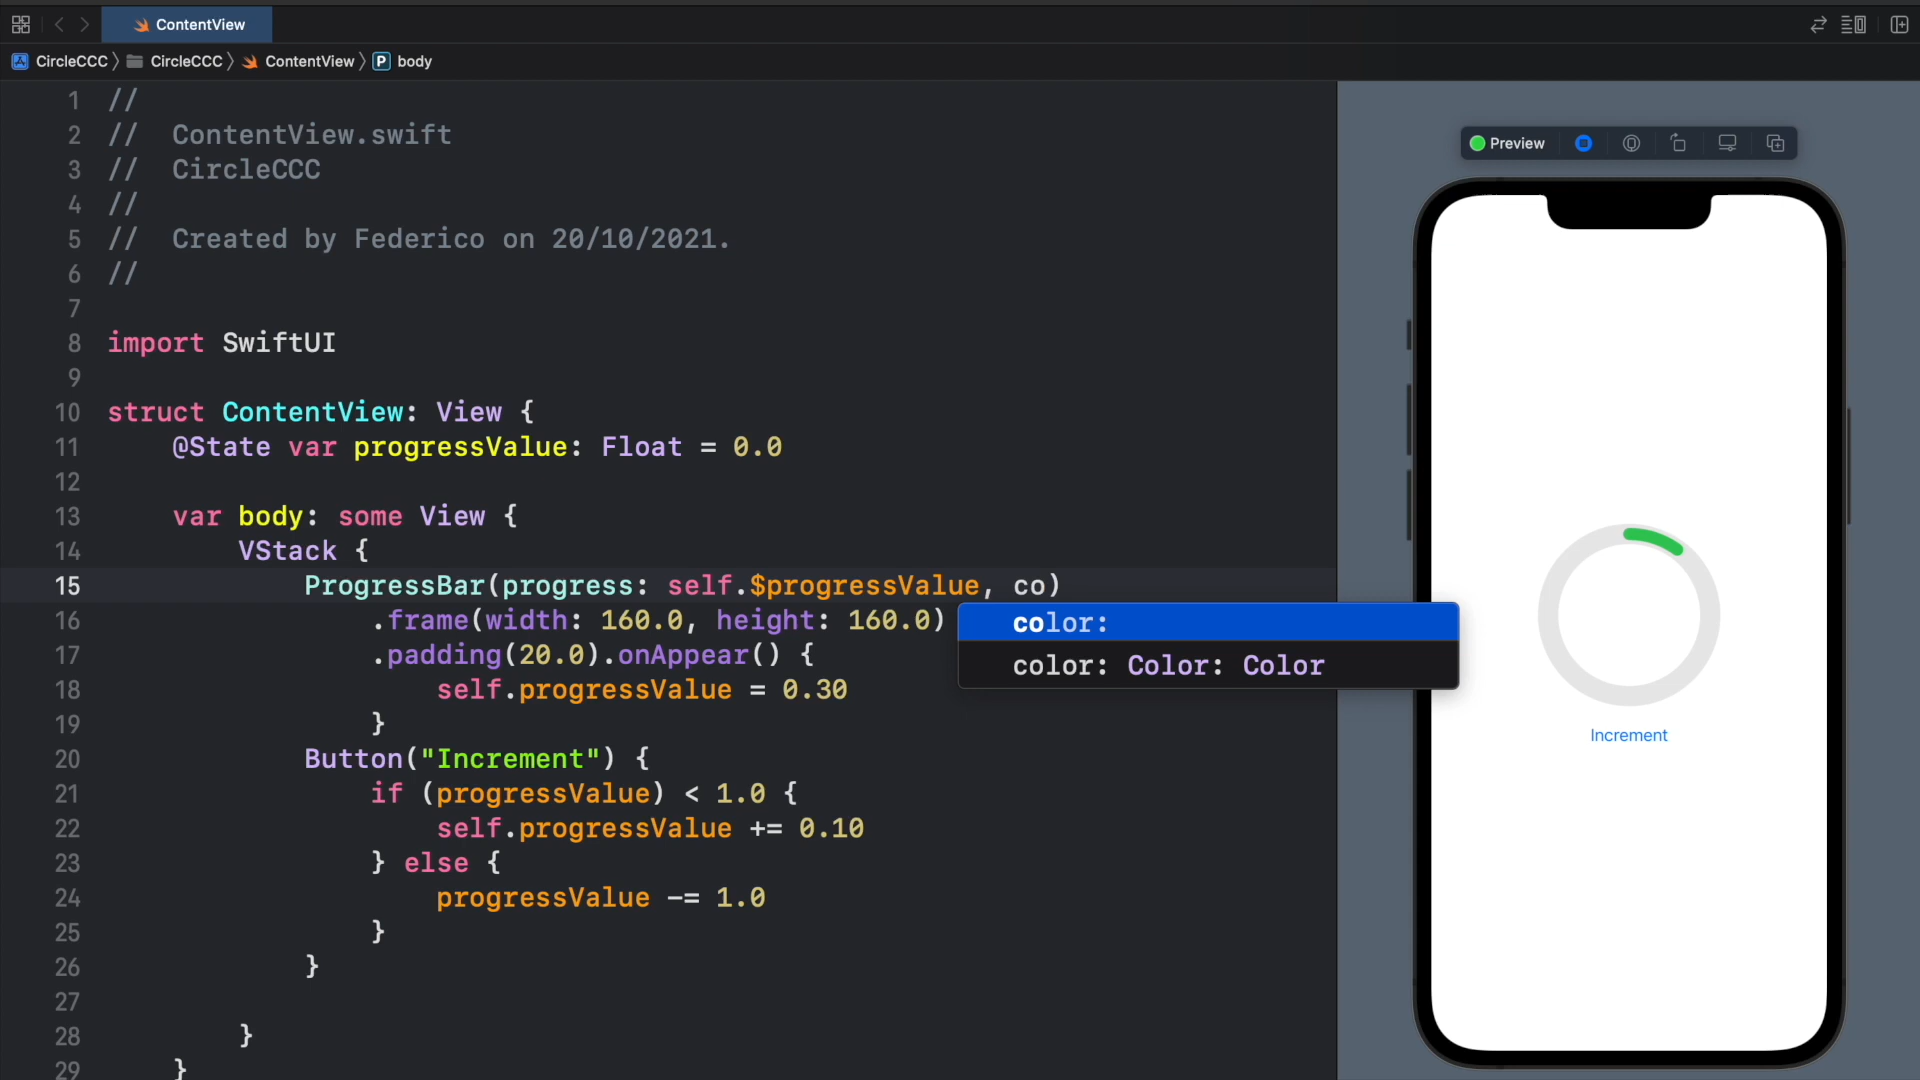 ContentView
CircleCCC 〉 CircleCCC 〉 ContentView 〉 P body
1 //
2 //  ContentView.swift
3 //  CircleCCC
4 //
5 //  Created by Federico on 20/10/2021.
6 //
7
8 import SwiftUI
9
10 struct ContentView: View {
11     @State var progressValue: Float = 0.0
12
13     var body: some View {
14         VStack {
15             ProgressBar(progress: self.$progressValue, co)
16                 .frame(width: 160.0, height: 160.0)
color:
17                 .padding(20.0).onAppear() {
color: Color: Color
18                     self.progressValue = 0.30
19                 }
20             Button("Increment") {
21                 if (progressValue) < 1.0 {
22                     self.progressValue += 0.10
23                 } else {
24                     progressValue -= 1.0
25                 }
26             }
27
28         }
29     }
Preview
Increment